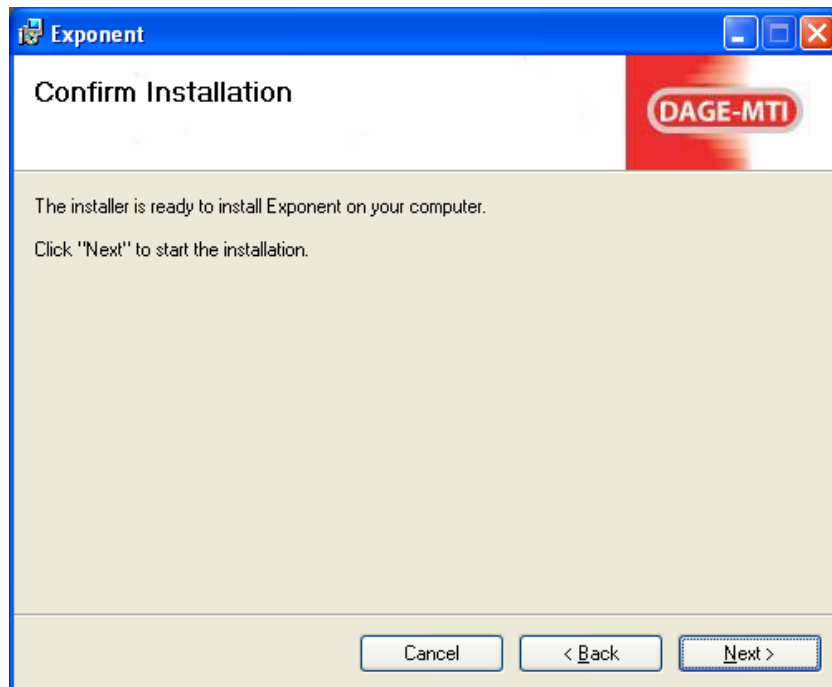 Exponent
Confirm Installation
DAGE-MTI
The installer is ready to install Exponent on your computer.
Click "Next" to start the installation.
Cancel
< Back
Next >